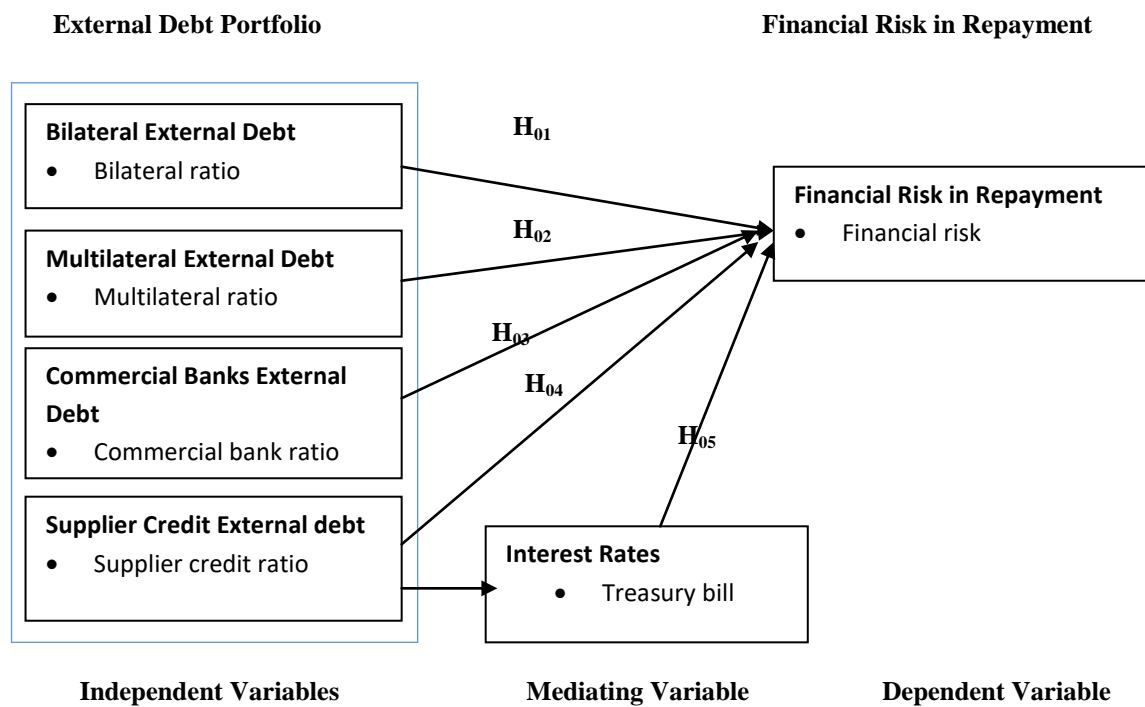 External Debt Portfolio
Financial Risk in Repayment
Bilateral External Debt
• Bilateral ratio
H01
Multilateral External Debt
• Multilateral ratio
H02
Commercial Banks External
Debt
• Commercial bank ratio
H03
Supplier Credit External debt
• Supplier credit ratio
H04
Financial Risk in Repayment
• Financial risk
H05
Interest Rates
• Treasury bill
Independent Variables
Mediating Variable
Dependent Variable